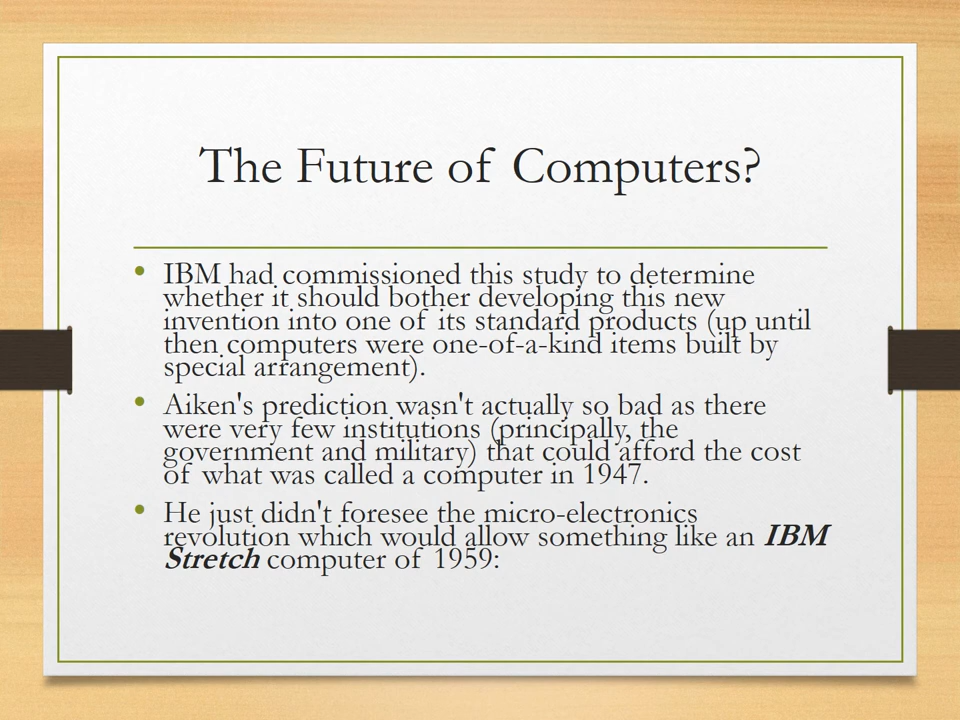 The Future of Computers?
• IBM had commissioned this study to determine
whether it should bother developing this new
invention into one of its standard products (up until
then computers were one-of-a-kind items built by
special arrangement).
• Aiken's prediction wasn't actually so bad as there
were very few institutions (principally, the
government and military) that could afford the cost
of what was called a computer in 1947.
• He just didn't foresee the micro-electronics
revolution which would allow something like an IBM
Stretch computer of 1959: